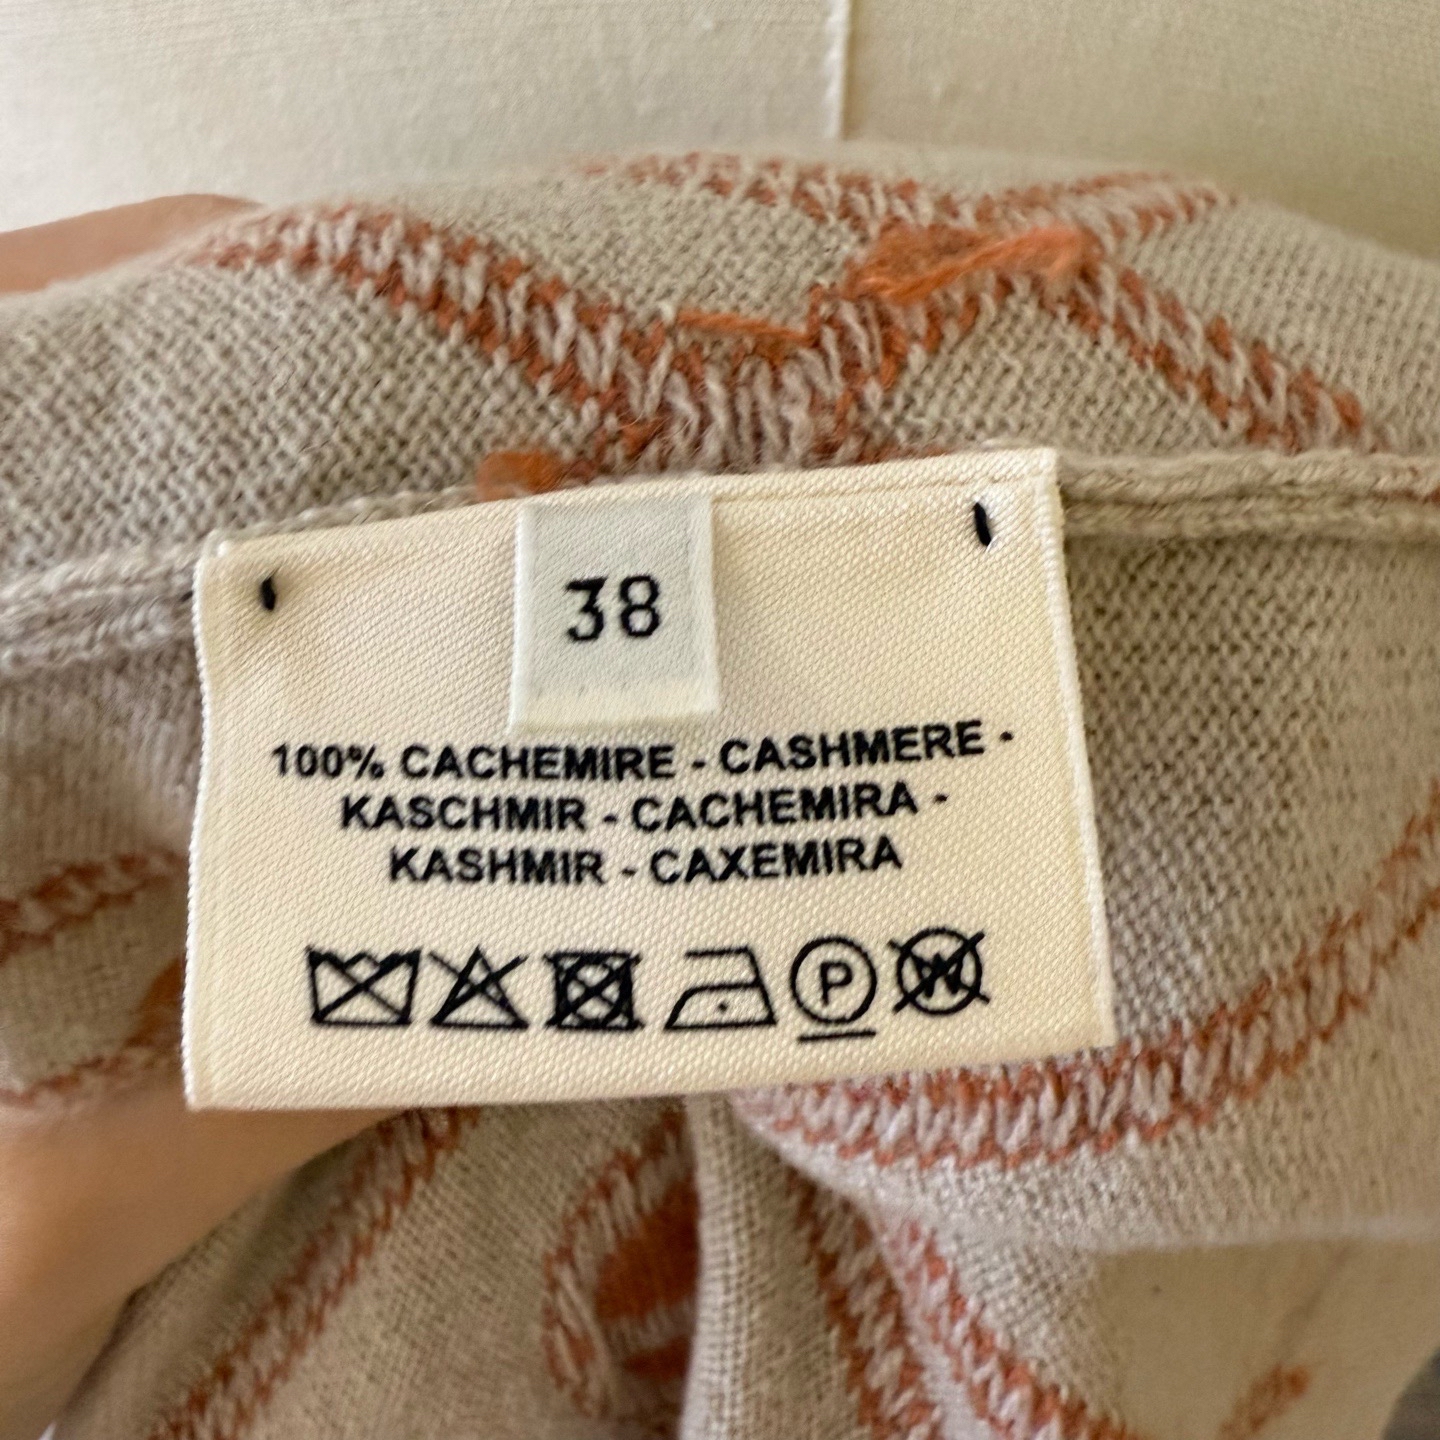 38
100% CACHEMIRE - CASHMERE -
KASCHMIR - CACHEMIRA -
KASHMIR - CAXEMIRA
P W